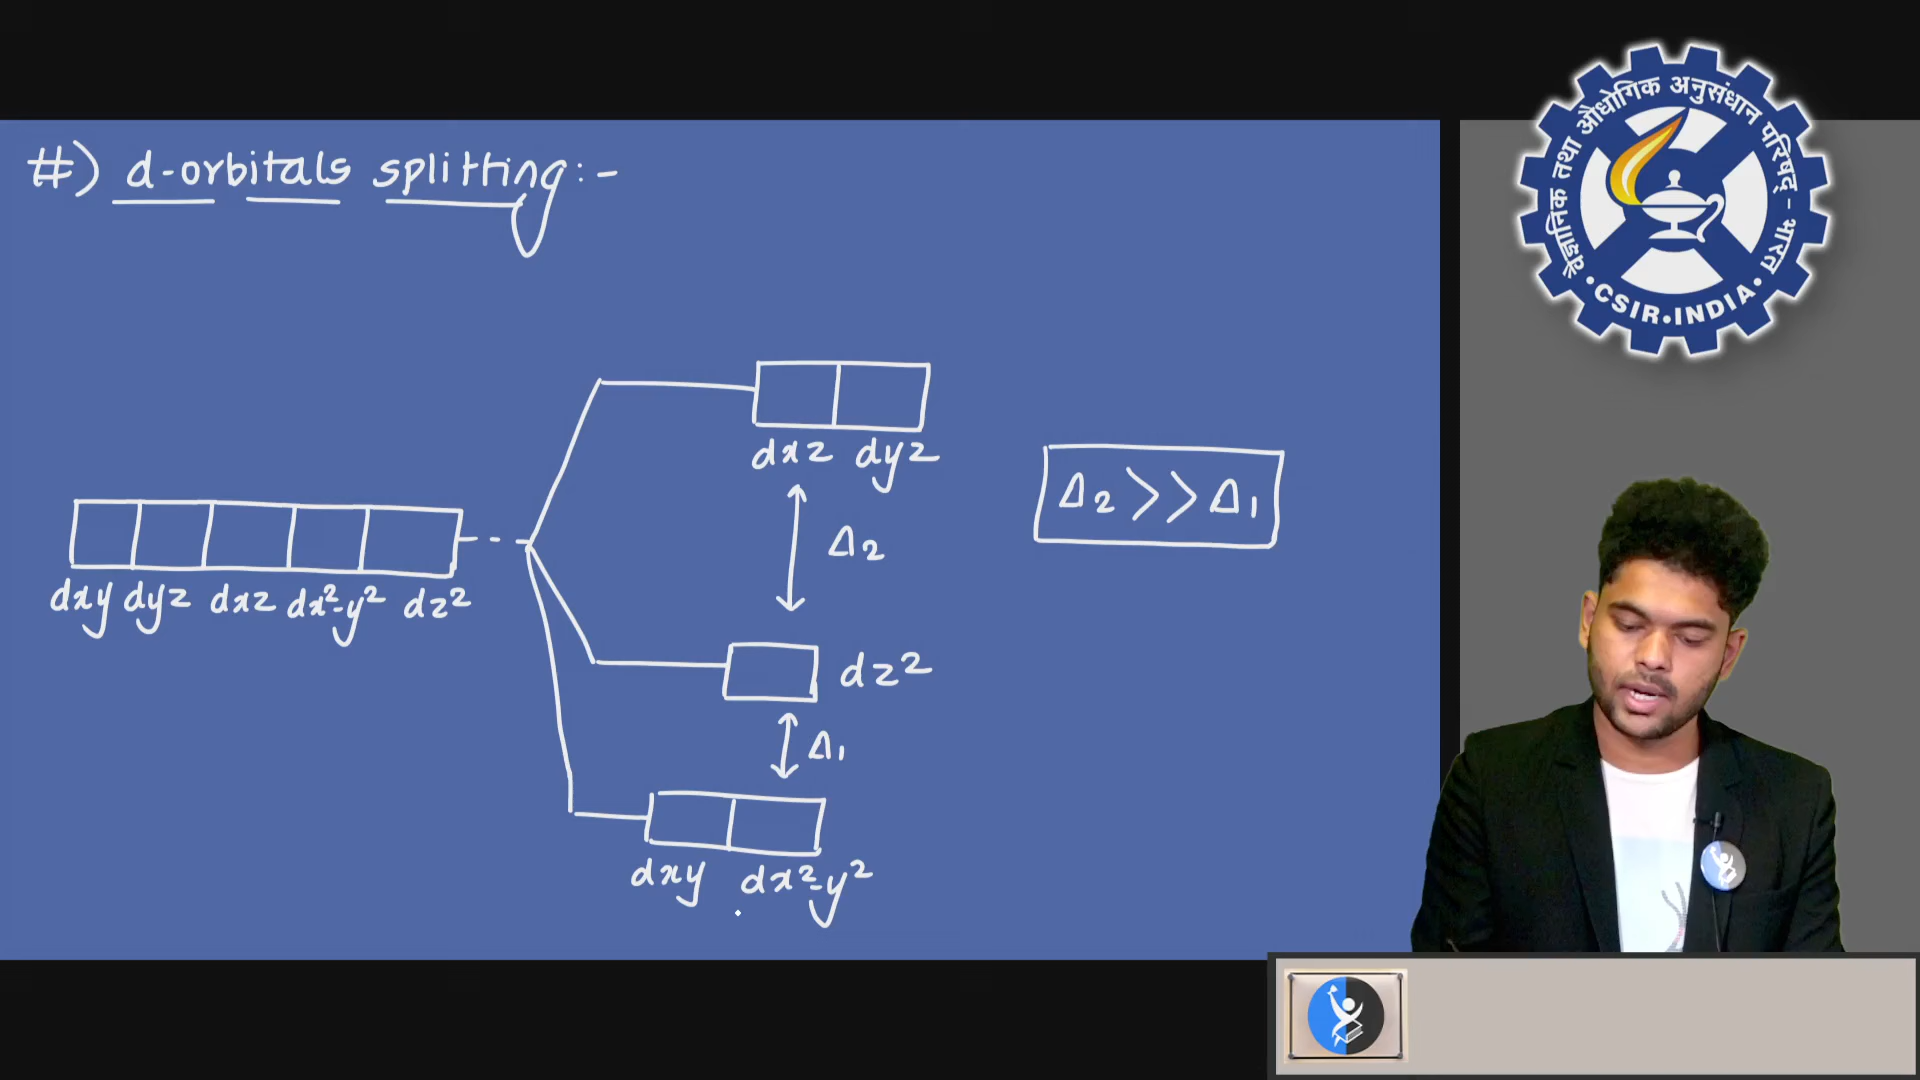 #) d-orbitals splitting:-
dxz dyz
Δ2 >> Δ1
Δ2
dxy dyz dxz dx²-y² dz²
dz²
Δ1
dxy dx²-y²
वैज्ञानिक तथा औद्योगिक अनुसंधान परिषद् - भारत
• CSIR • INDIA •